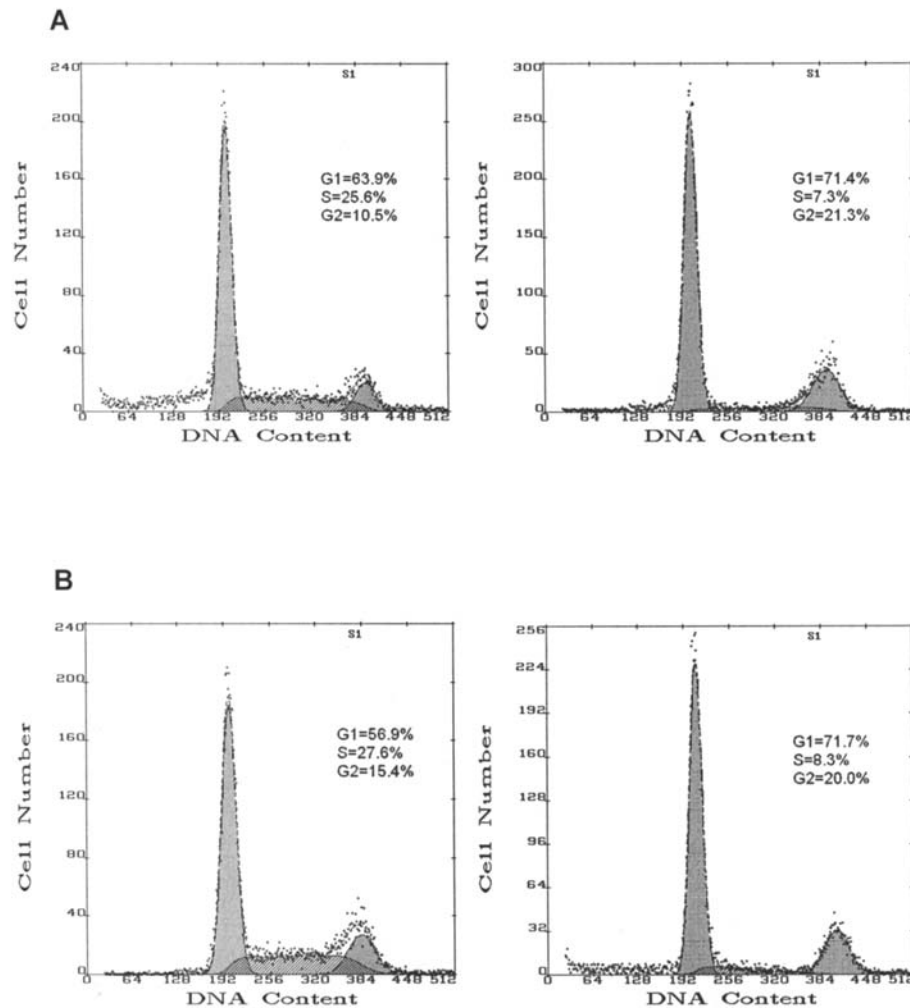 A
240
200
160
120
80
40
0
S1
G1=63.9%
S=25.6%
G2=10.5%
Cell Number
0 64 128 192 256 320 384 448 512
DNA Content
300
250
200
150
100
50
0
S1
G1=71.4%
S=7.3%
G2=21.3%
Cell Number
0 64 128 192 256 320 384 448 512
DNA Content
B
240
200
160
120
80
40
0
S1
G1=56.9%
S=27.6%
G2=15.4%
Cell Number
0 64 128 192 256 320 384 448 512
DNA Content
256
224
192
160
128
96
64
32
0
S1
G1=71.7%
S=8.3%
G2=20.0%
Cell Number
0 64 128 192 256 320 384 448 512
DNA Content